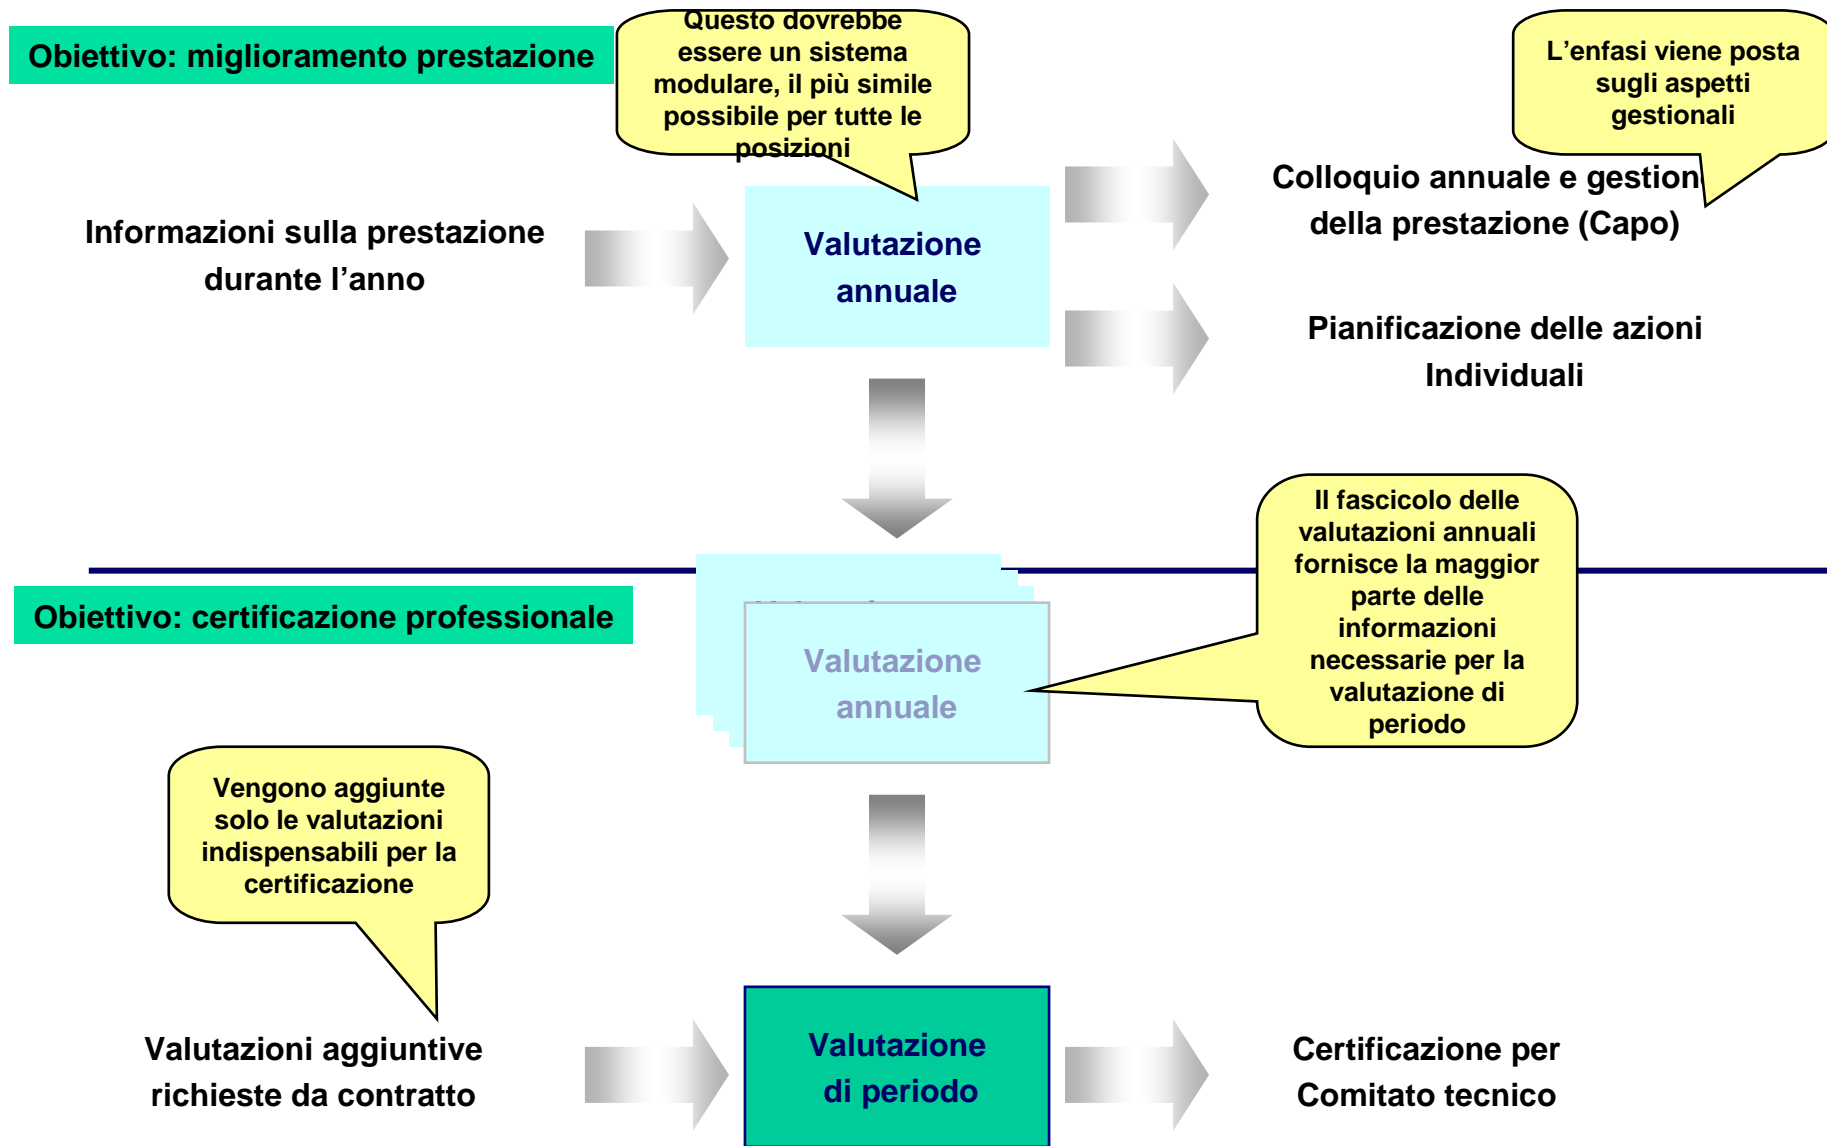 Obiettivo: miglioramento prestazione
Questo dovrebbe
essere un sistema
modulare, il più simile
possibile per tutte le
posizioni
L’enfasi viene posta
sugli aspetti
gestionali
Informazioni sulla prestazione
durante l’anno
Valutazione
annuale
Colloquio annuale e gestion
della prestazione (Capo)
Pianificazione delle azioni
Individuali
Obiettivo: certificazione professionale
Valutazione
annuale
Il fascicolo delle
valutazioni annuali
fornisce la maggior
parte delle
informazioni
necessarie per la
valutazione di
periodo
Vengono aggiunte
solo le valutazioni
indispensabili per la
certificazione
Valutazioni aggiuntive
richieste da contratto
Valutazione
di periodo
Certificazione per
Comitato tecnico